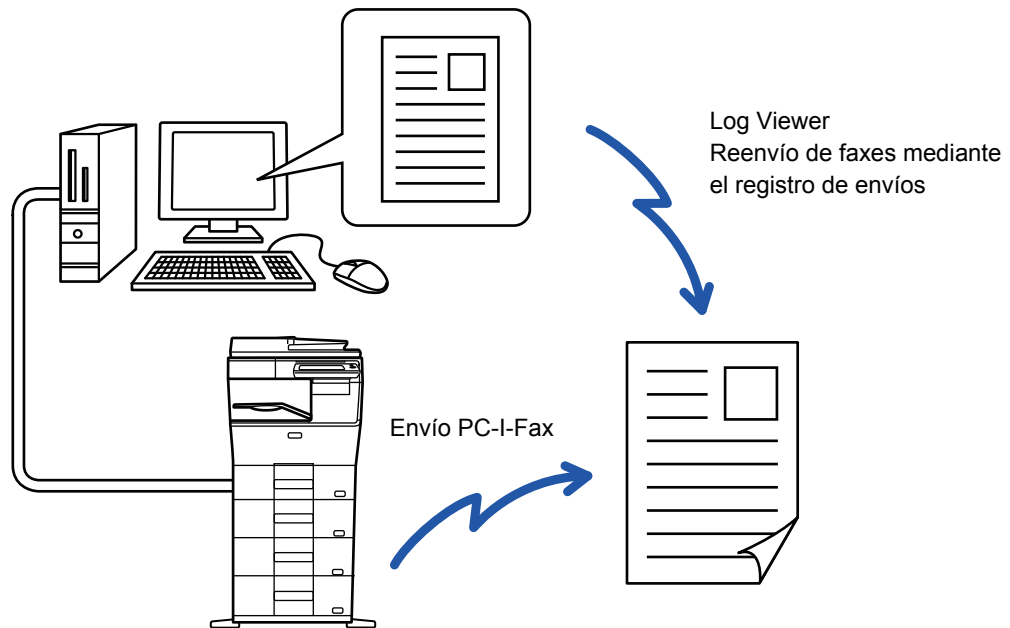 Log Viewer
Reenvío de faxes mediante
el registro de envíos
Envío PC-I-Fax